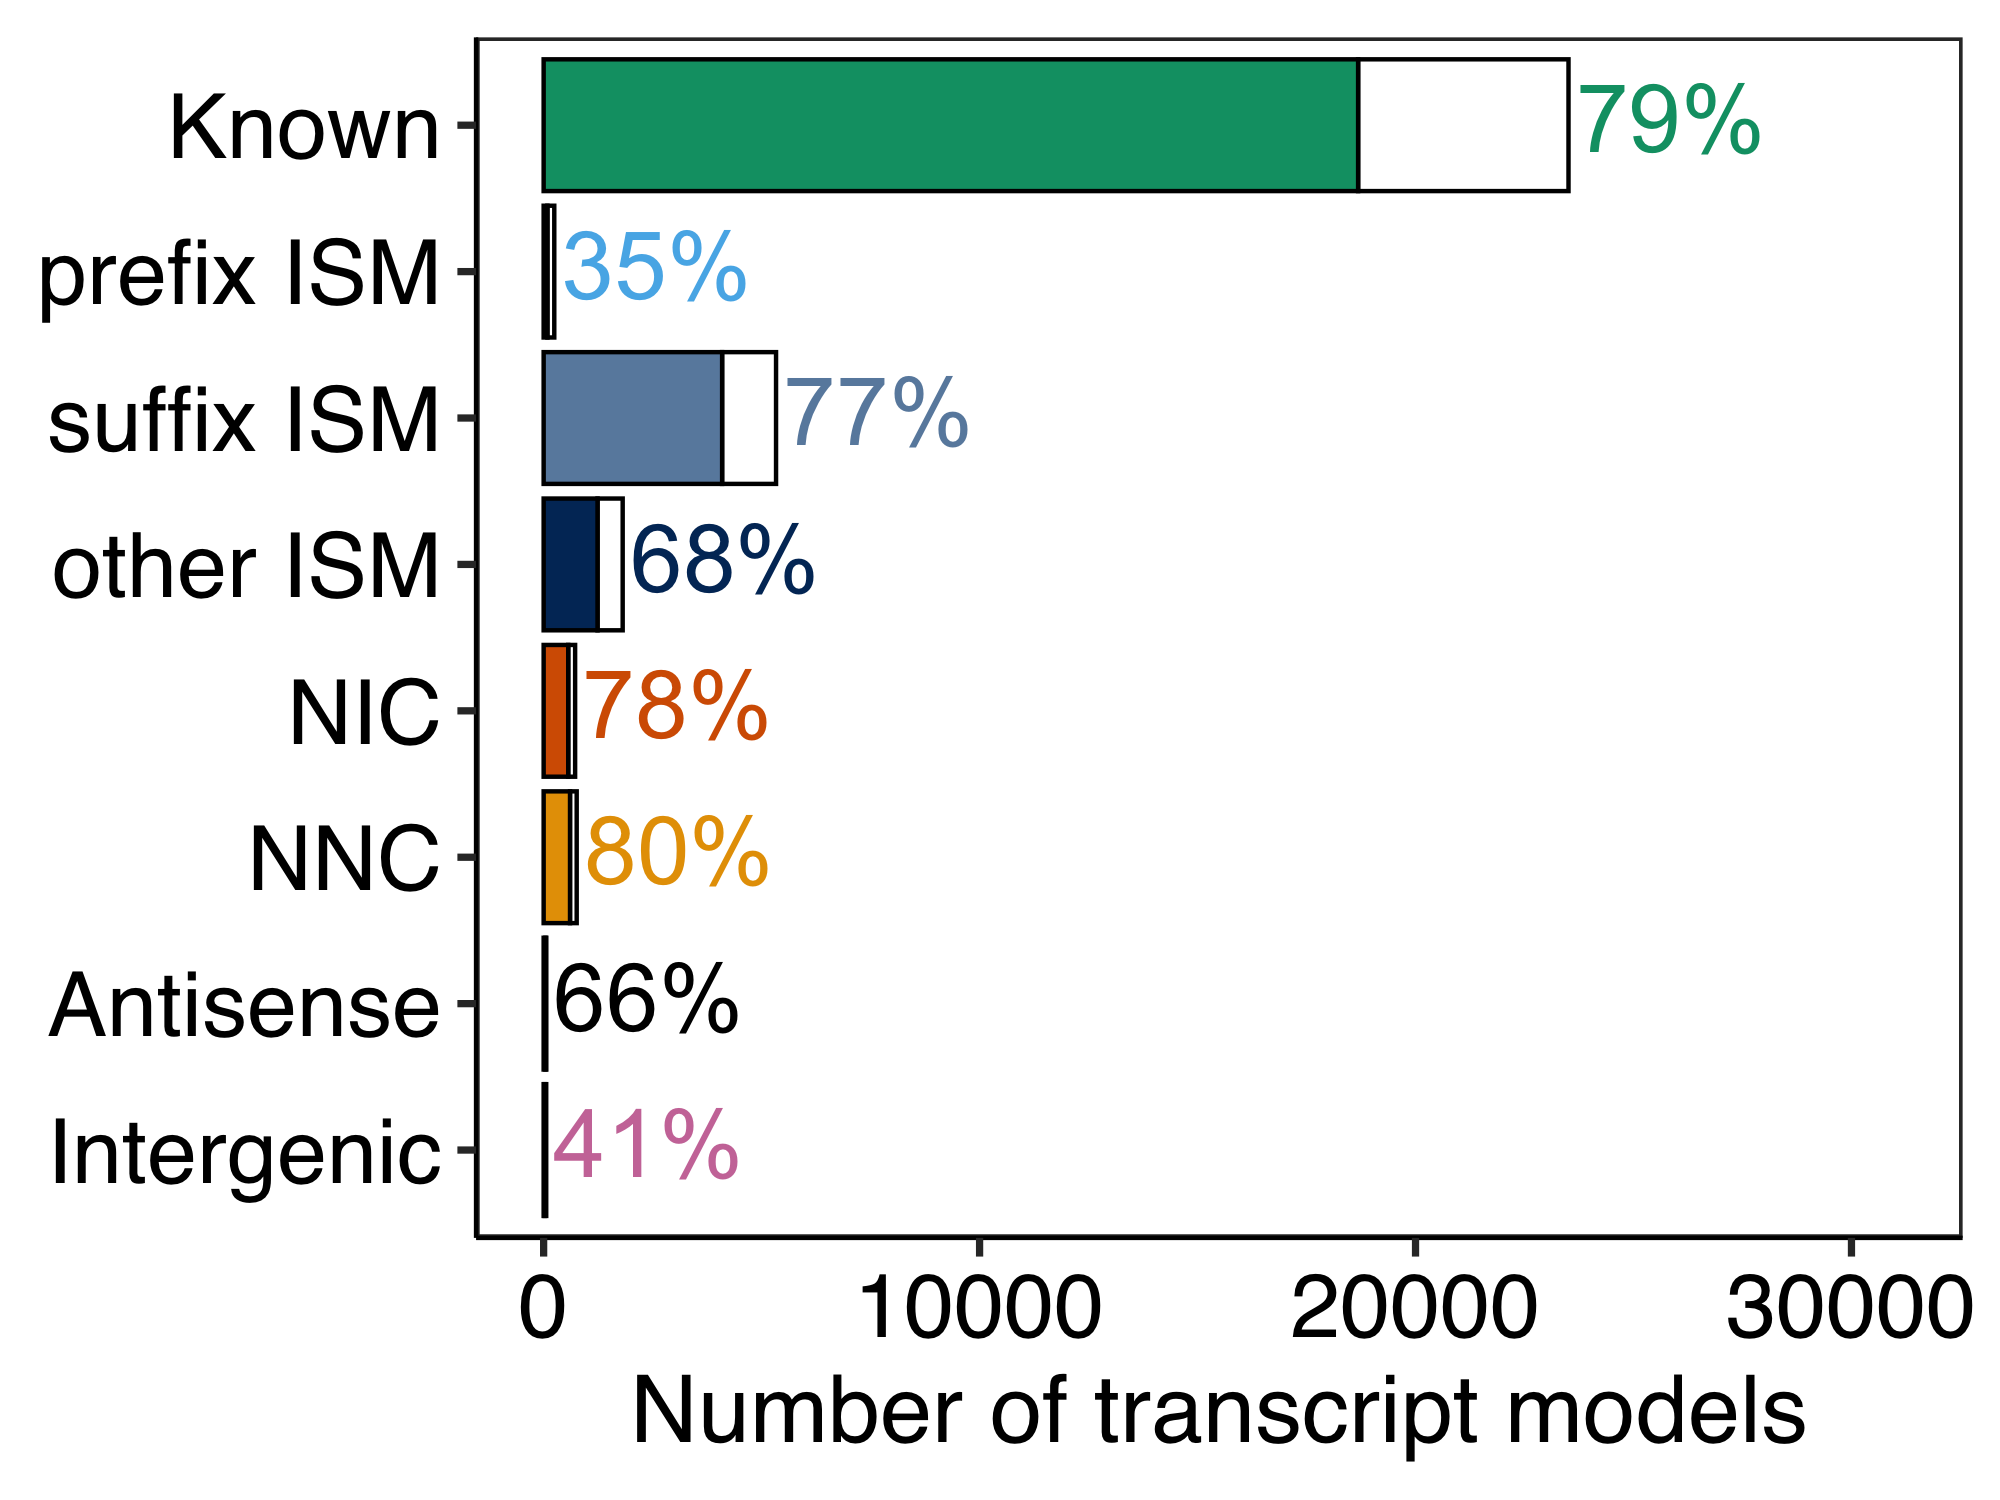 Known 79%
prefix ISM 35%
suffix ISM 77%
other ISM 68%
NIC 78%
NNC 80%
Antisense 66%
Intergenic 41%
0 10000 20000 30000
Number of transcript models